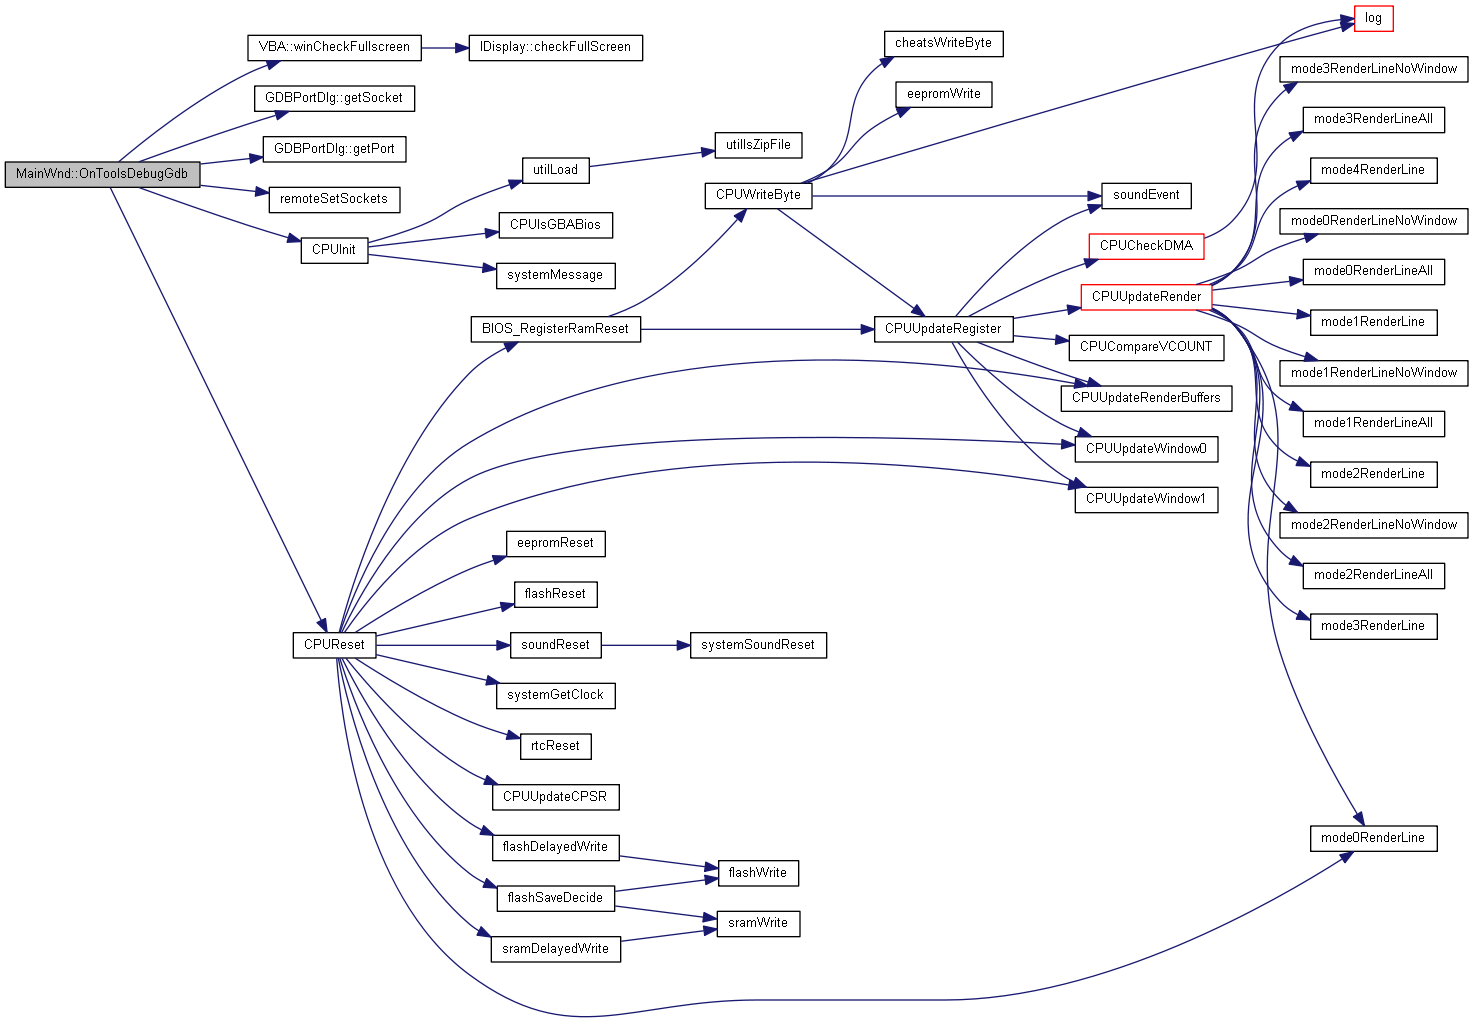 MainWnd::OnToolsDebugGdb
VBA::winCheckFullscreen
IDisplay::checkFullScreen
GDBPortDlg::getSocket
GDBPortDlg::getPort
remoteSetSockets
CPUInit
utilLoad
utilIsZipFile
CPUIsGBABios
systemMessage
BIOS_RegisterRamReset
CPUWriteByte
cheatsWriteByte
eepromWrite
soundEvent
CPUCheckDMA
CPUUpdateRender
CPUUpdateRegister
CPUCompareVCOUNT
CPUUpdateRenderBuffers
CPUUpdateWindow0
CPUUpdateWindow1
log
mode3RenderLineNoWindow
mode3RenderLineAll
mode4RenderLine
mode0RenderLineNoWindow
mode0RenderLineAll
mode1RenderLine
mode1RenderLineNoWindow
mode1RenderLineAll
mode2RenderLine
mode2RenderLineNoWindow
mode2RenderLineAll
mode3RenderLine
mode0RenderLine
CPUReset
eepromReset
flashReset
soundReset
systemSoundReset
systemGetClock
rtcReset
CPUUpdateCPSR
flashDelayedWrite
flashWrite
flashSaveDecide
sramWrite
sramDelayedWrite